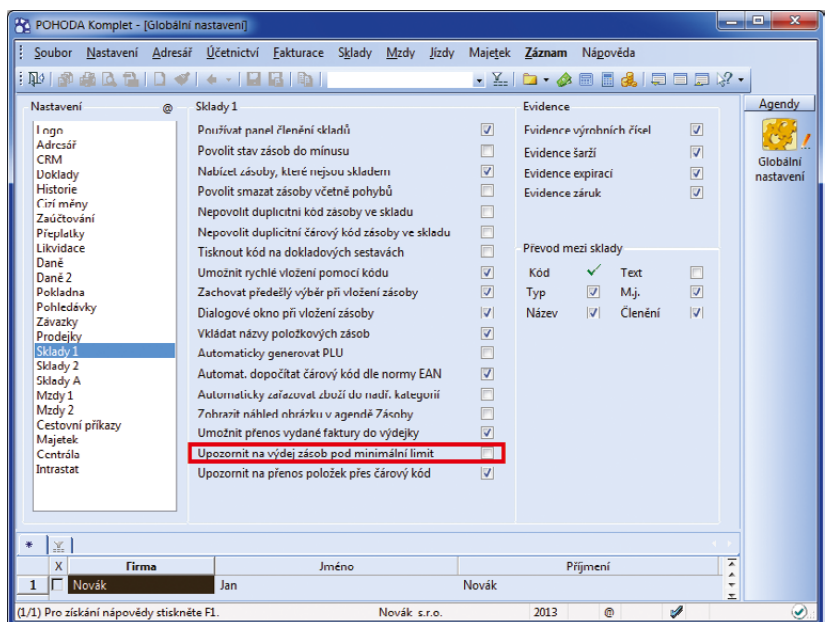 POHODA Komplet - [Globální nastavení]
Soubor Nastavení Adresář Účetnictví Fakturace Sklady Mzdy Jízdy Majetek Záznam Nápověda
Nastavení @
Logo
Adresář
CRM
Doklady
Historie
Cizí měny
Zaúčtování
Přeplatky
Likvidace
Daně
Daně 2
Pokladna
Pohledávky
Závazky
Prodejky
Sklady 1
Sklady 2
Sklady A
Mzdy 1
Mzdy 2
Cestovní příkazy
Majetek
Centrála
Intrastat
Sklady 1
Používat panel členění skladů
Povolit stav zásob do mínusu
Nabízet zásoby, které nejsou skladem
Povolit smazat zásoby včetně pohybů
Nepovolit duplicitní kód zásoby ve skladu
Nepovolit duplicitní čárový kód zásoby ve skladu
Tisknout kód na dokladových sestavách
Umožnit rychlé vložení pomocí kódu
Zachovat předešlý výběr při vložení zásoby
Dialogové okno při vložení zásoby
Vkládat názvy položkových zásob
Automaticky generovat PLU
Automat. dopočítat čárový kód dle normy EAN
Automaticky zařazovat zboží do nadř. kategorií
Zobrazit náhled obrázku v agendě Zásoby
Umožnit přenos vydané faktury do výdejky
Upozornit na výdej zásob pod minimální limit
Upozornit na přenos položek přes čárový kód
Evidence
Evidence výrobních čísel
Evidence šarží
Evidence expirací
Evidence záruk
Převod mezi sklady
Kód Text
Typ M.j.
Název Členění
Agendy
Globální
nastavení
X Firma Jméno Příjmení
1 Novák Jan Novák
(1/1) Pro získání nápovědy stiskněte F1. Novák s.r.o. 2013 @